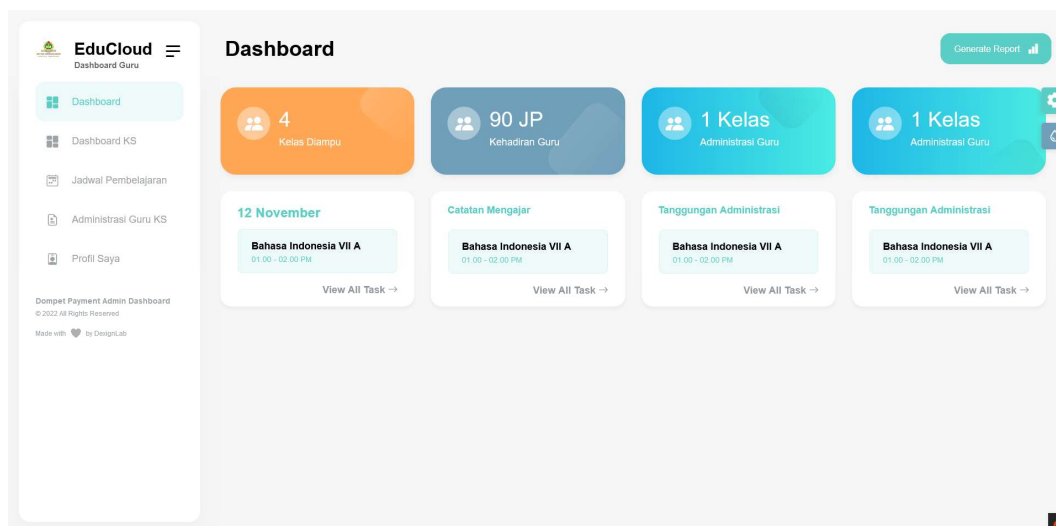 EduCloud
Dashboard Guru
Dashboard
Dashboard KS
Jadwal Pembelajaran
Administrasi Guru KS
Profil Saya
Dompet Payment Admin Dashboard
© 2022 All Rights Reserved
Made with by DexignLab
Dashboard
Generate Report
4
Kelas Diampu
90 JP
Kehadiran Guru
1 Kelas
Administrasi Guru
1 Kelas
Administrasi Guru
12 November
Bahasa Indonesia VII A
01.00 - 02.00 PM
View All Task →
Catatan Mengajar
Bahasa Indonesia VII A
01.00 - 02.00 PM
View All Task →
Tanggungan Administrasi
Bahasa Indonesia VII A
01.00 - 02.00 PM
View All Task →
Tanggungan Administrasi
Bahasa Indonesia VII A
01.00 - 02.00 PM
View All Task →